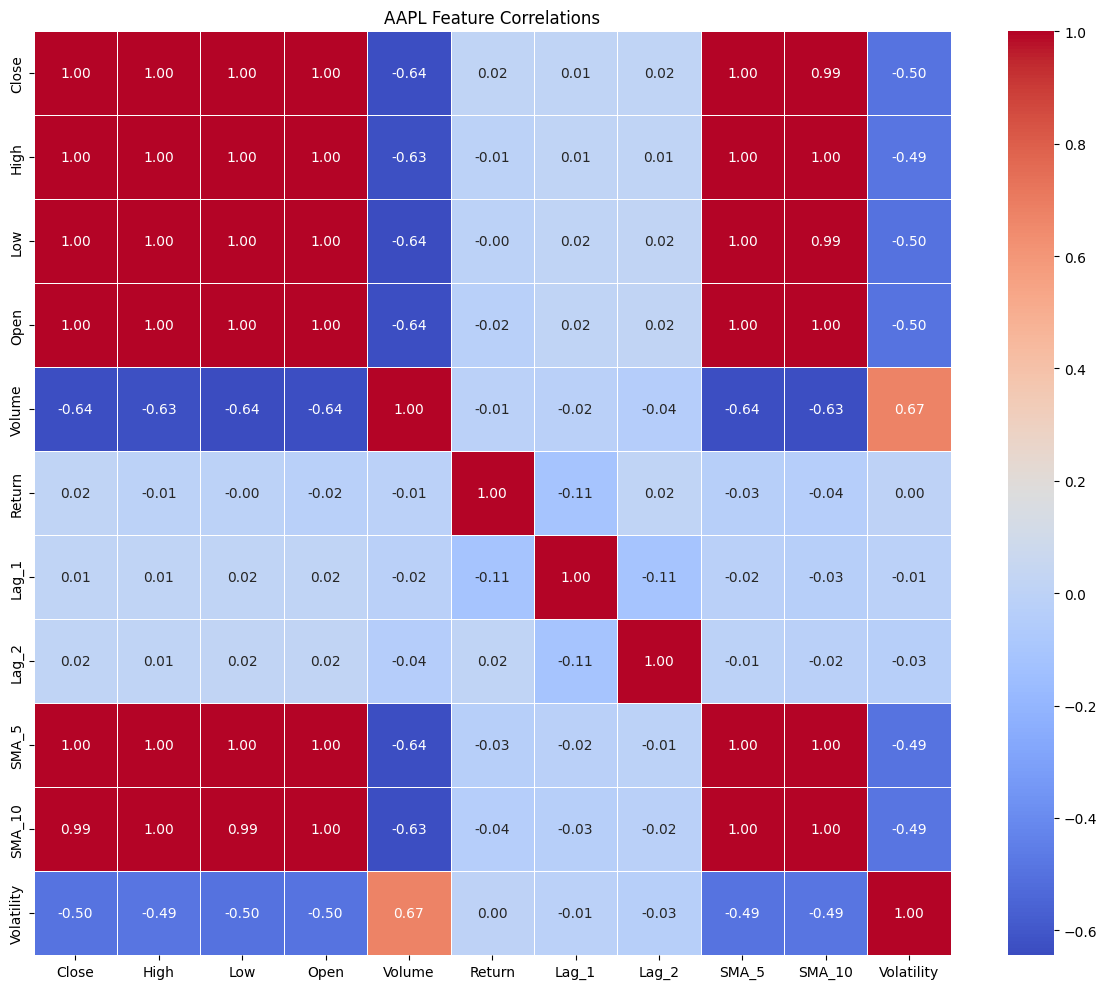 AAPL Feature Correlations
Close 1.00 1.00 1.00 1.00 -0.64 0.02 0.01 0.02 1.00 0.99 -0.50
High 1.00 1.00 1.00 1.00 -0.63 -0.01 0.01 0.01 1.00 1.00 -0.49
Low 1.00 1.00 1.00 1.00 -0.64 -0.00 0.02 0.02 1.00 0.99 -0.50
Open 1.00 1.00 1.00 1.00 -0.64 -0.02 0.02 0.02 1.00 1.00 -0.50
Volume -0.64 -0.63 -0.64 -0.64 1.00 -0.01 -0.02 -0.04 -0.64 -0.63 0.67
Return 0.02 -0.01 -0.00 -0.02 -0.01 1.00 -0.11 0.02 -0.03 -0.04 0.00
Lag_1 0.01 0.01 0.02 0.02 -0.02 -0.11 1.00 -0.11 -0.02 -0.03 -0.01
Lag_2 0.02 0.01 0.02 0.02 -0.04 0.02 -0.11 1.00 -0.01 -0.02 -0.03
SMA_5 1.00 1.00 1.00 1.00 -0.64 -0.03 -0.02 -0.01 1.00 1.00 -0.49
SMA_10 0.99 1.00 0.99 1.00 -0.63 -0.04 -0.03 -0.02 1.00 1.00 -0.49
Volatility -0.50 -0.49 -0.50 -0.50 0.67 0.00 -0.01 -0.03 -0.49 -0.49 1.00
Close High Low Open Volume Return Lag_1 Lag_2 SMA_5 SMA_10 Volatility
1.0
0.8
0.6
0.4
0.2
0.0
−0.2
−0.4
−0.6